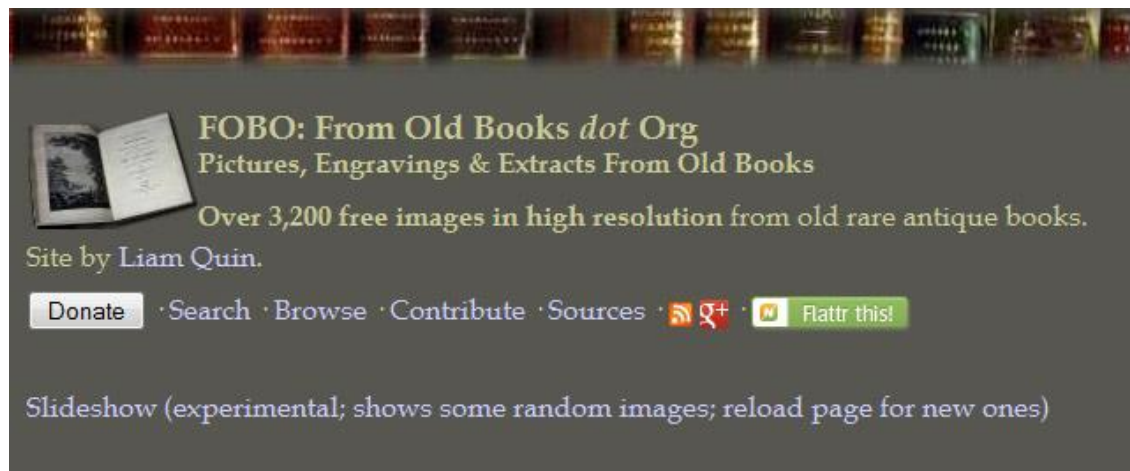 FOBO: From Old Books dot Org
Pictures, Engravings & Extracts From Old Books
Over 3,200 free images in high resolution from old rare antique books.
Site by Liam Quin.
Donate · Search · Browse · Contribute · Sources · g+ · Flattr this!
Slideshow (experimental; shows some random images; reload page for new ones)